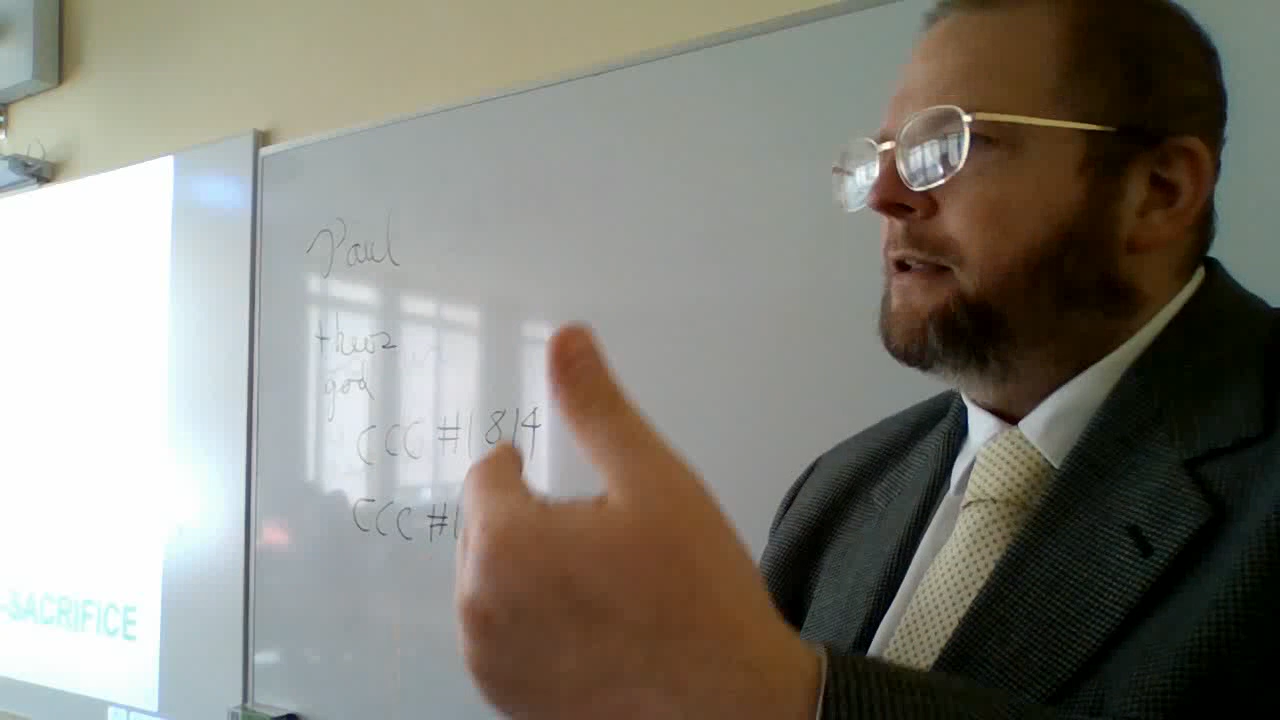 Paul
theos
god
CCC #1814
CCC #1
-SACRIFICE